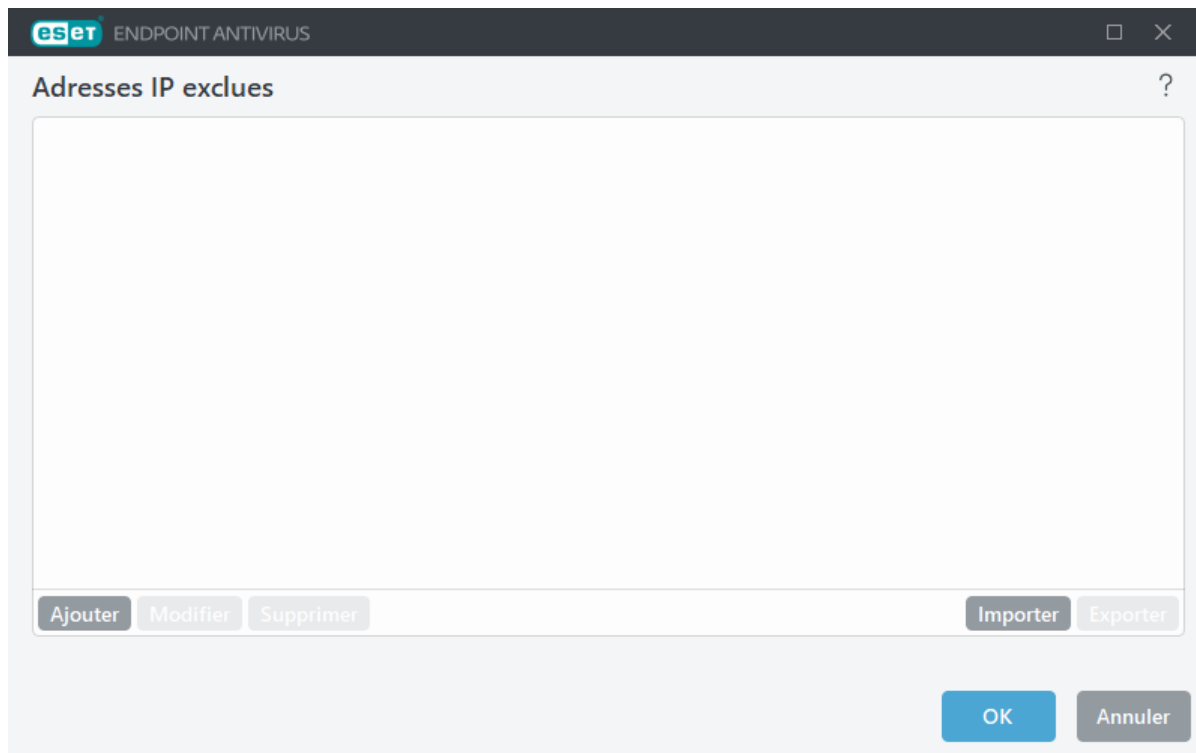 eset ENDPOINT ANTIVIRUS
Adresses IP exclues
?
Ajouter Modifier Supprimer Importer Exporter
OK Annuler